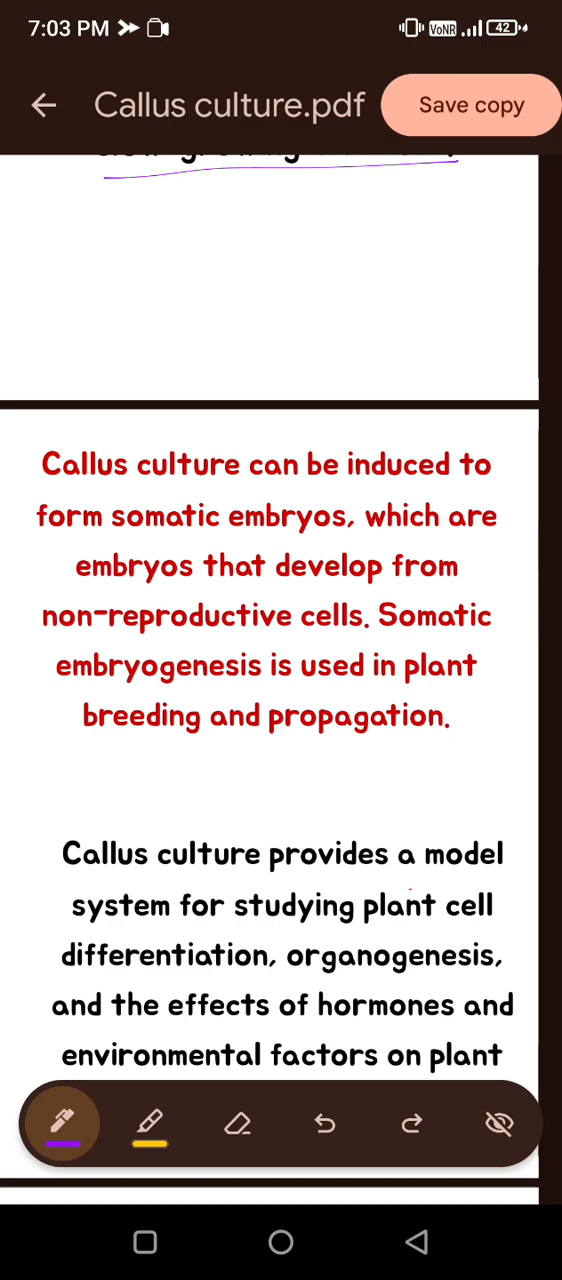 7:03 PM
VoNR
42
Callus culture.pdf
Save copy
Callus culture can be induced to
form somatic embryos, which are
embryos that develop from
non-reproductive cells. Somatic
embryogenesis is used in plant
breeding and propagation.
Callus culture provides a model
system for studying plant cell
differentiation, organogenesis,
and the effects of hormones and
environmental factors on plant